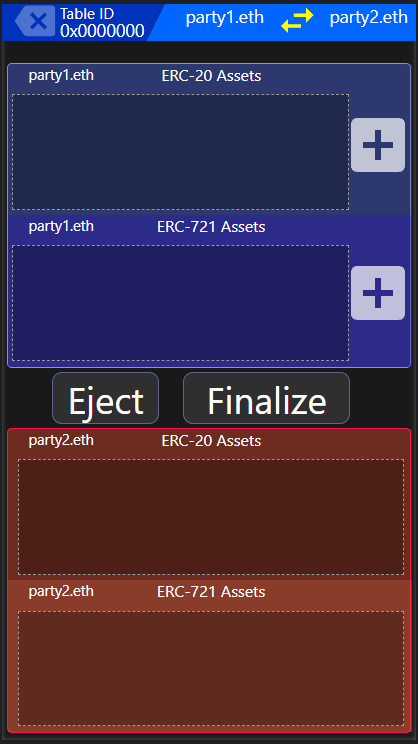 Table ID
0x0000000
party1.eth party2.eth
party1.eth ERC-20 Assets
party1.eth ERC-721 Assets
Eject Finalize
party2.eth ERC-20 Assets
party2.eth ERC-721 Assets